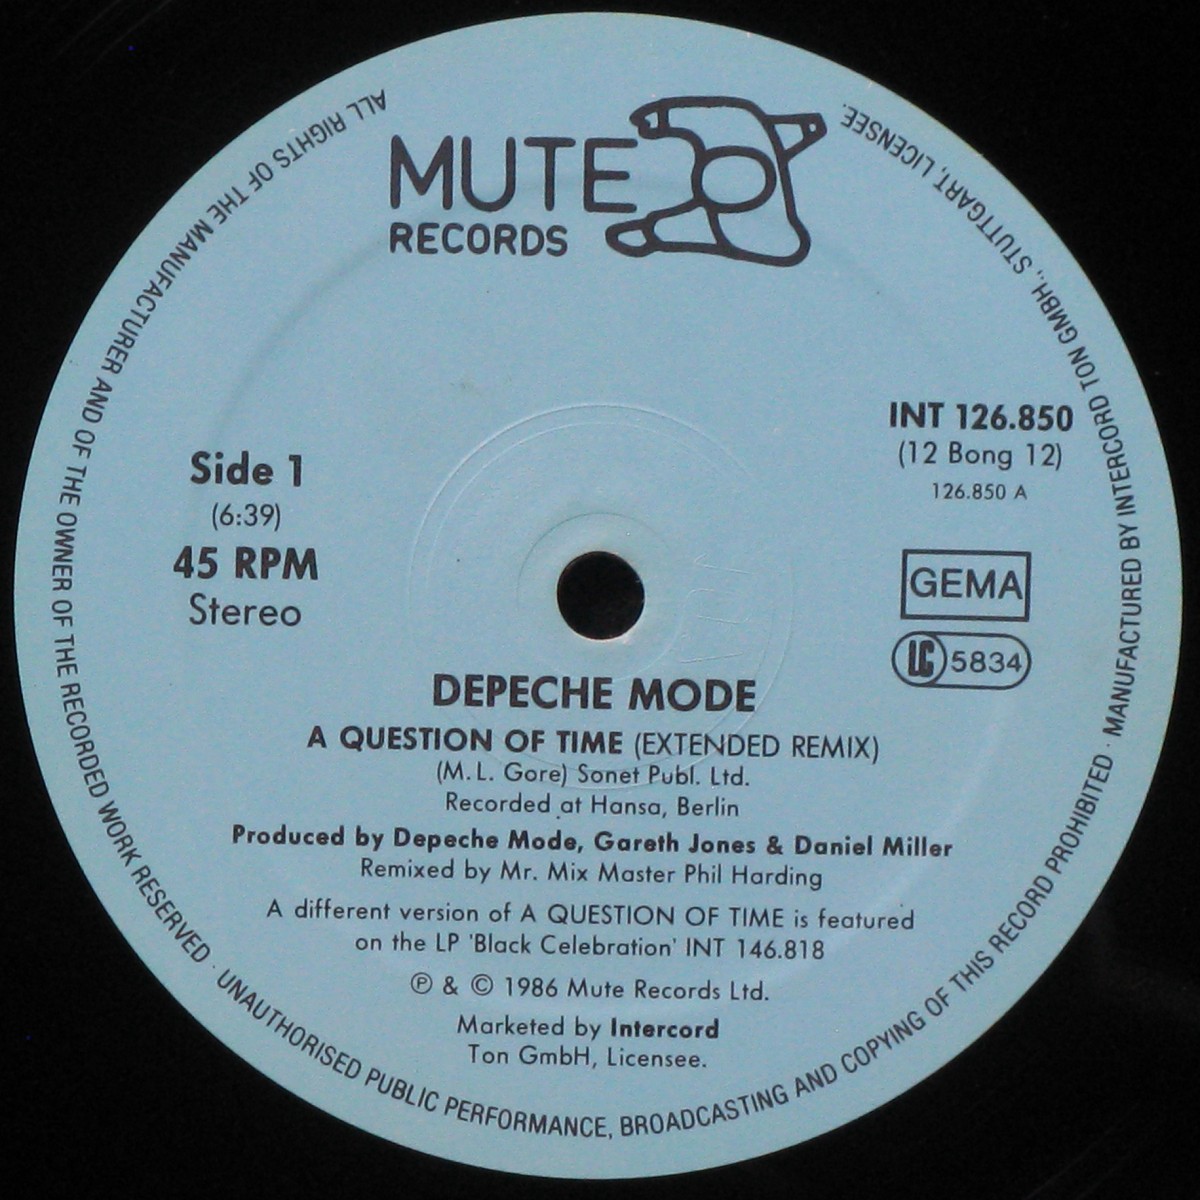 MUTE
RECORDS
INT 126.850
(12 Bong 12)
126.850 A
Side 1
(6:39)
45 RPM
Stereo
GEMA
LC 5834
DEPECHE MODE
A QUESTION OF TIME (EXTENDED REMIX)
(M.L. Gore) Sonet Publ. Ltd.
Recorded at Hansa, Berlin
Produced by Depeche Mode, Gareth Jones & Daniel Miller
Remixed by Mr. Mix Master Phil Harding
A different version of A QUESTION OF TIME is featured
on the LP 'Black Celebration' INT 146.818
℗ & © 1986 Mute Records Ltd.
Marketed by Intercord
Ton GmbH, Licensee.
ALL RIGHTS OF THE MANUFACTURER AND OF THE OWNER OF THE RECORDED WORK RESERVED · UNAUTHORISED PUBLIC PERFORMANCE, BROADCASTING AND COPYING OF THIS RECORD PROHIBITED · MANUFACTURED BY INTERCORD TON GMBH., STUTTGART, LICENSEE.